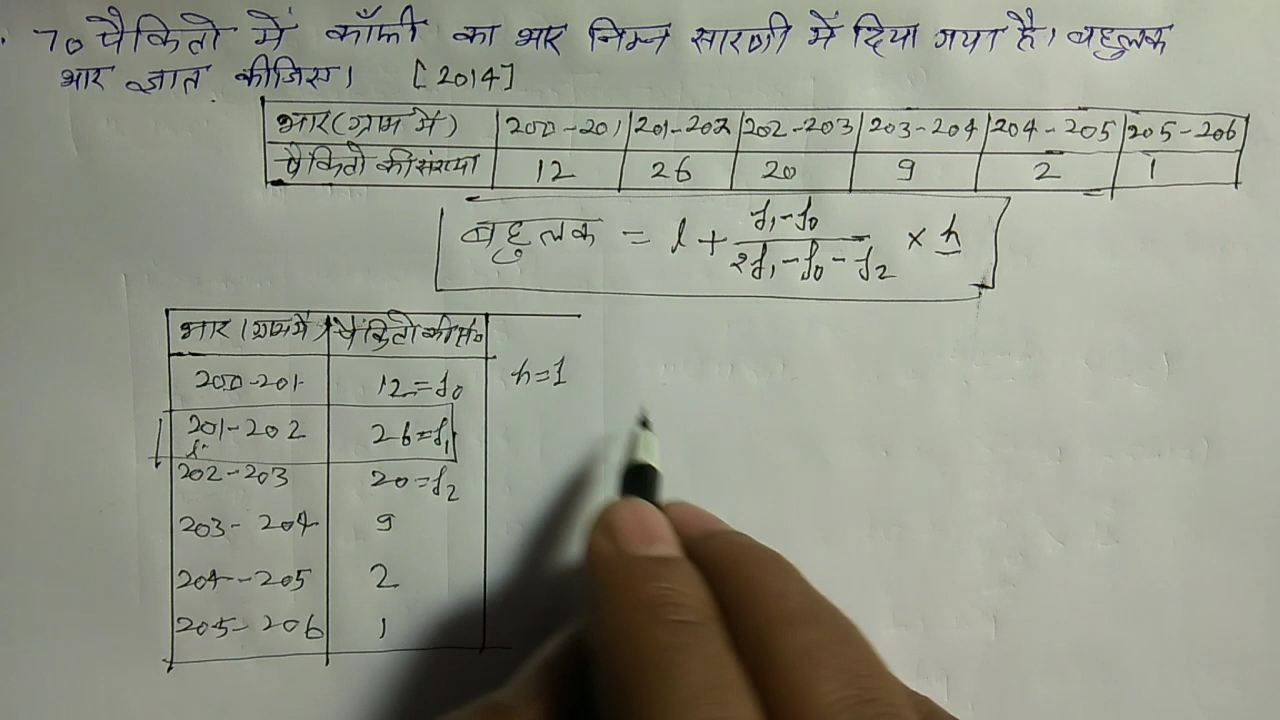 70 पैकितो में कॉफी का भार निम्न सारणी में दिया गया है। बहुलक
भार ज्ञात कीजिए। [2014]
भार (ग्राम में) 200-201 201-202 202-203 203-204 204-205 205-206
पैकितो की संख्या 12 26 20 9 2 1
बहुलक = l + f₁-f₀ / 2f₁-f₀-f₂ × h
भार (ग्राम में) पैकितो की सं०
200-201 12=f₀ h=1
201-202 26=f₁
l
202-203 20=f₂
203-204 9
204-205 2
205-206 1